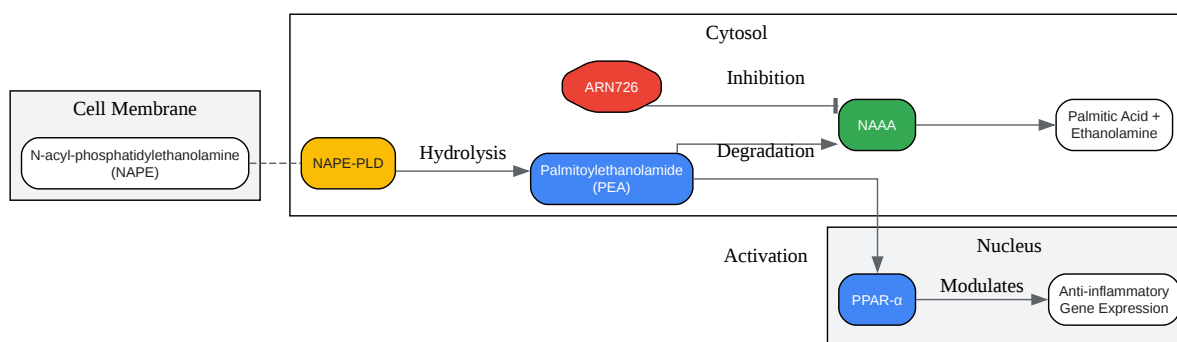 Cytosol
ARN726
Inhibition
Cell Membrane
NAAA
Palmitic Acid +
Ethanolamine
N-acyl-phosphatidylethanolamine
(NAPE)
NAPE-PLD
Hydrolysis
Palmitoylethanolamide
(PEA)
Degradation
Nucleus
Activation
PPAR-α
Modulates
Anti-inflammatory
Gene Expression